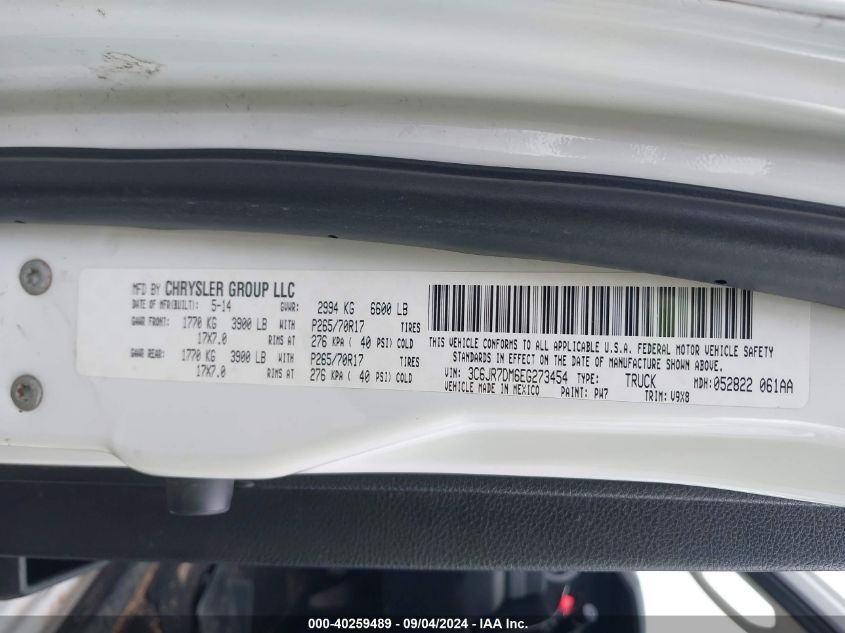 MFD BY CHRYSLER GROUP LLC
DATE OF MFR(BUILT): 5-14 GVWR: 2994 KG 6600 LB
GAWR FRONT: 1770 KG 3900 LB WITH P265/70R17 TIRES
17X7.0 RIMS AT 276 KPA ( 40 PSI) COLD
GAWR REAR: 1770 KG 3900 LB WITH P265/70R17 TIRES
17X7.0 RIMS AT 276 KPA ( 40 PSI) COLD
THIS VEHICLE CONFORMS TO ALL APPLICABLE U.S.A. FEDERAL MOTOR VEHICLE SAFETY
STANDARDS IN EFFECT ON THE DATE OF MANUFACTURE SHOWN ABOVE.
VIN: 3C6JR7DM6EG273454 TYPE: TRUCK MDH: 052822 061AA
VEHICLE MADE IN MEXICO PAINT: PW7 TRIM: V9X8
000-40259489 - 09/04/2024 - IAAI.com